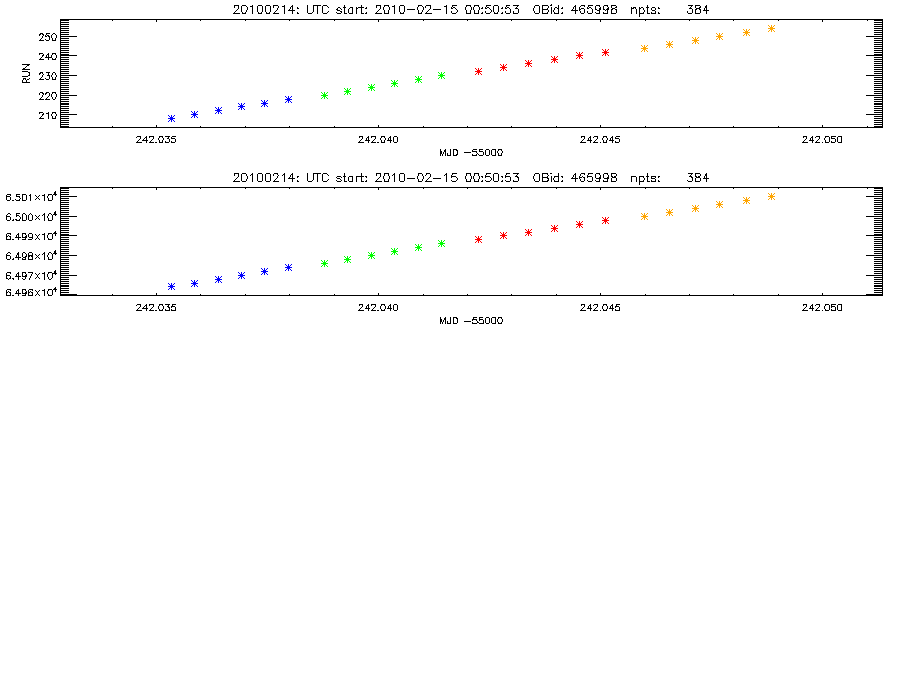 20100214: UTC start: 2010-02-15 00:50:53 OBid: 465998 npts: 384
250
240
230
220
210
RUN
242.035 242.040 242.045 242.050
MJD -55000
20100214: UTC start: 2010-02-15 00:50:53 OBid: 465998 npts: 384
6.501×10⁴
6.500×10⁴
6.499×10⁴
6.498×10⁴
6.497×10⁴
6.496×10⁴
242.035 242.040 242.045 242.050
MJD -55000